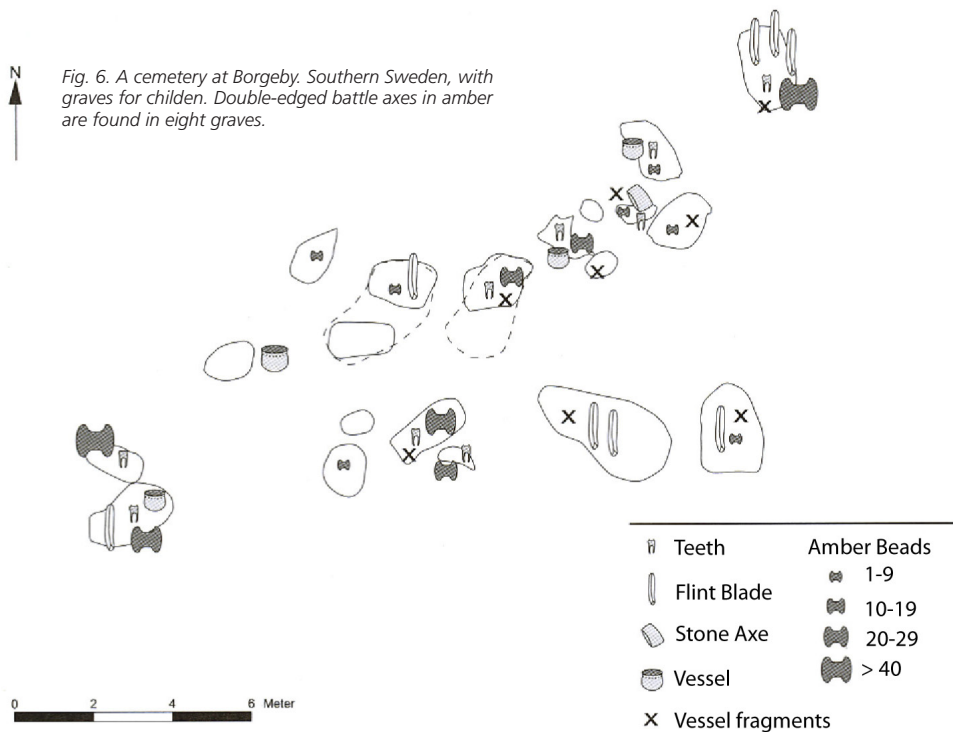 N
Fig. 6. A cemetery at Borgeby. Southern Sweden, with
graves for childen. Double-edged battle axes in amber
are found in eight graves.
Teeth
Flint Blade
Stone Axe
Vessel
X Vessel fragments
Amber Beads
1-9
10-19
20-29
> 40
0 2 4 6 Meter